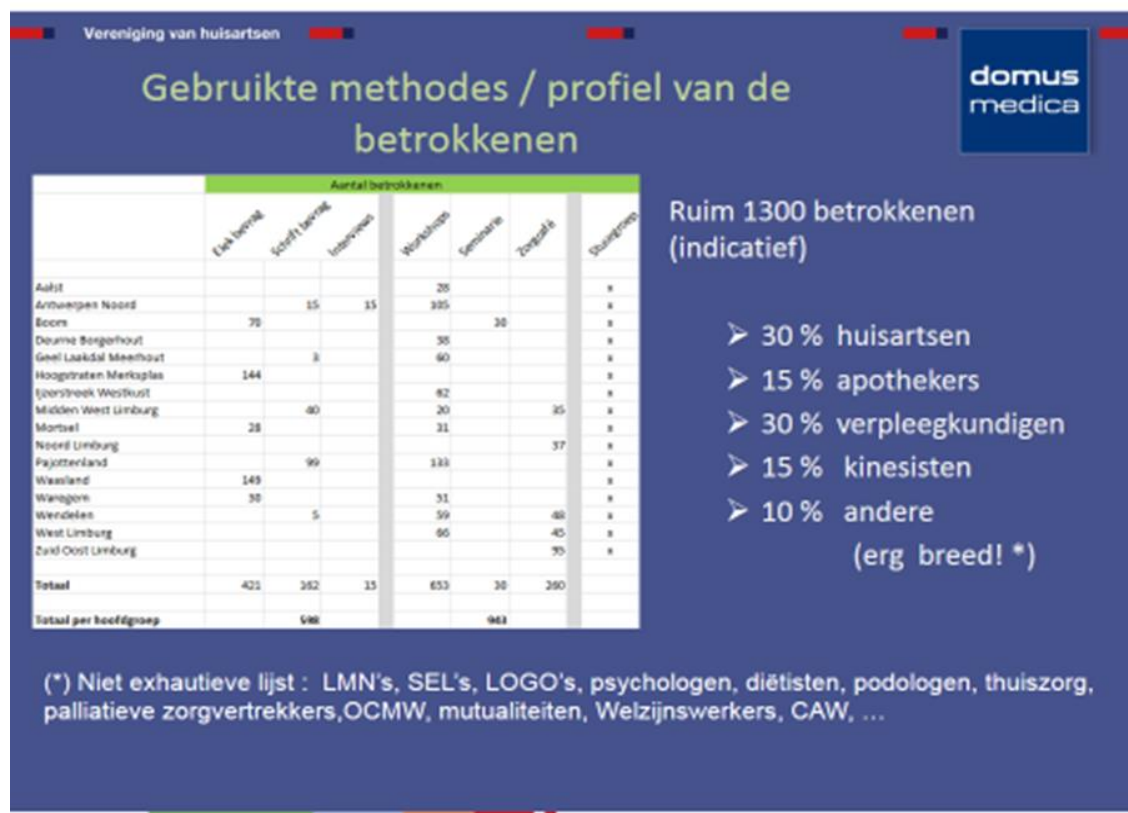 Vereniging van huisartsen
domus
medica
Gebruikte methodes / profiel van de
betrokkenen
Aantal betrokkenen
Elek bevrag Schrift bevrag Interviews Workshops Seminarie Zorgcafé Stuurgroep
Aalst 28 x
Antwerpen Noord 15 15 105 x
Boom 70 30 x
Deurne Borgerhout 38 x
Geel Laakdal Meerhout 3 60 x
Hoogstraten Merksplas 144 x
Ijzerstreek Westkust 62 x
Midden West Limburg 40 20 35 x
Mortsel 28 31 x
Noord Limburg 37 x
Pajottenland 99 133 x
Waasland 149 x
Waregem 30 x
Wendelen 5 59 48 x
West Limburg 66 45 x
Zuid Oost Limburg x
Totaal 421 162 15 653 30 260
Totaal per hoofdgroep 598 943
Ruim 1300 betrokkenen
(indicatief)
➢ 30 % huisartsen
➢ 15 % apothekers
➢ 30 % verpleegkundigen
➢ 15 % kinesisten
➢ 10 % andere
(erg breed! *)
(*) Niet exhautieve lijst : LMN's, SEL's, LOGO's, psychologen, diëtisten, podologen, thuiszorg,
palliatieve zorgvertrekkers,OCMW, mutualiteiten, Welzijnswerkers, CAW, ...